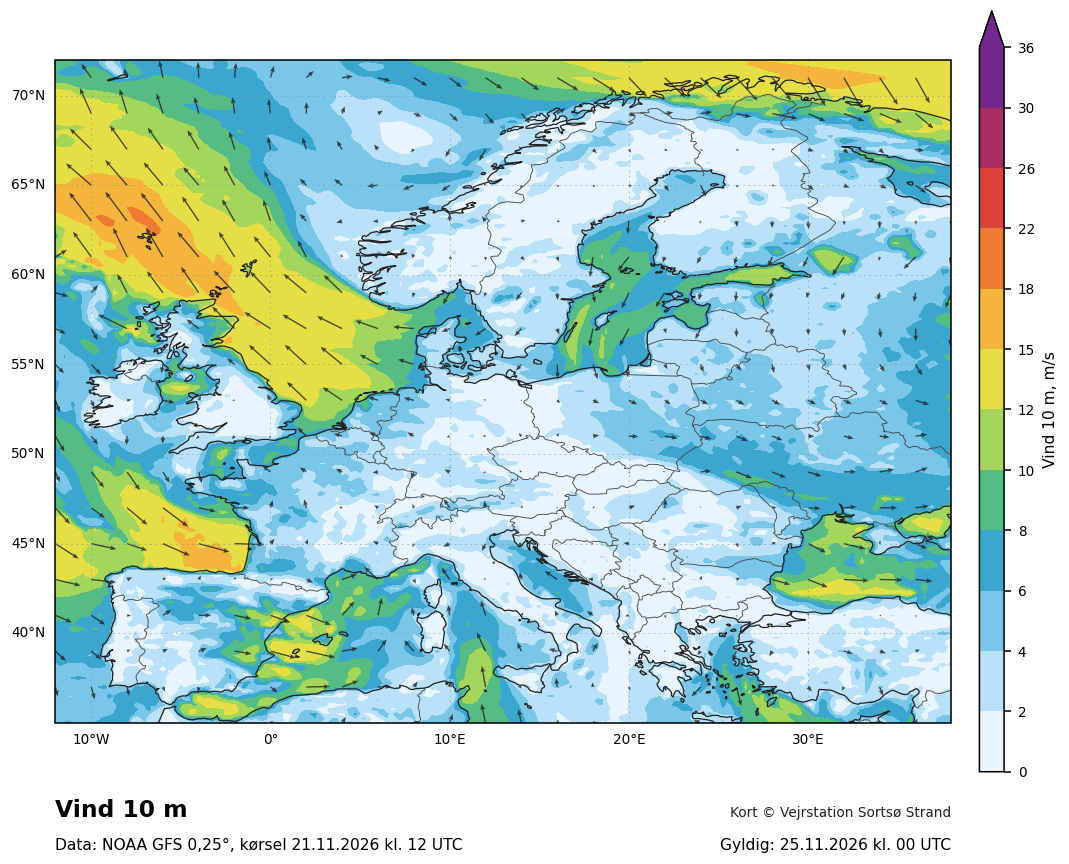 70°N
65°N
60°N
55°N
50°N
45°N
40°N
10°W
0°
10°E
20°E
30°E
36
30
26
22
18
15
12
10
8
6
4
2
0
Vind 10 m, m/s
Vind 10 m
Kort © Vejrstation Sortsø Strand
Data: NOAA GFS 0,25°, kørsel 21.11.2026 kl. 12 UTC
Gyldig: 25.11.2026 kl. 00 UTC